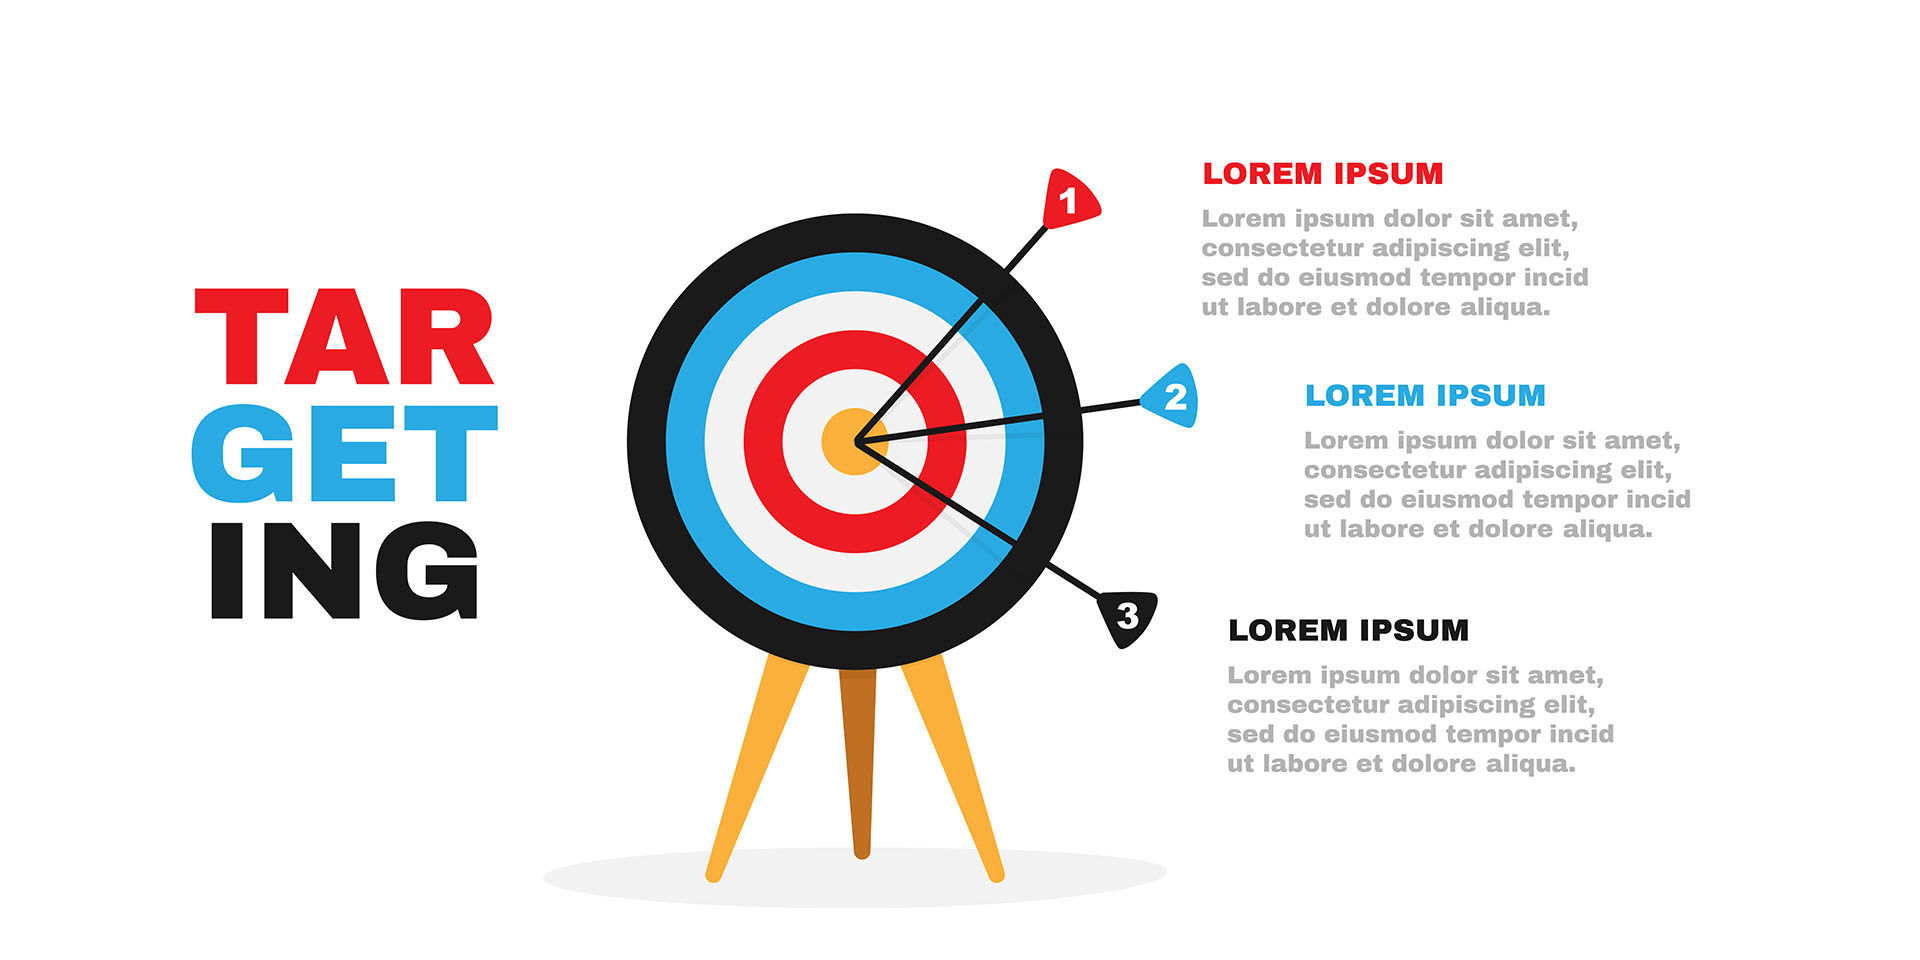 TAR
GET
ING
1
LOREM IPSUM
Lorem ipsum dolor sit amet,
consectetur adipiscing elit,
sed do eiusmod tempor incid
ut labore et dolore aliqua.
2
LOREM IPSUM
Lorem ipsum dolor sit amet,
consectetur adipiscing elit,
sed do eiusmod tempor incid
ut labore et dolore aliqua.
3
LOREM IPSUM
Lorem ipsum dolor sit amet,
consectetur adipiscing elit,
sed do eiusmod tempor incid
ut labore et dolore aliqua.